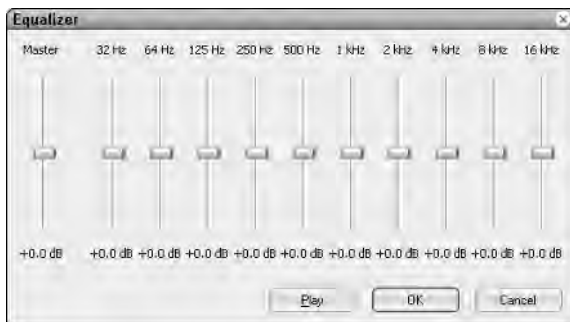 Equalizer
Master 32 Hz 64 Hz 125 Hz 250 Hz 500 Hz 1 kHz 2 kHz 4 kHz 8 kHz 16 kHz
+0.0 dB +0.0 dB +0.0 dB +0.0 dB +0.0 dB +0.0 dB +0.0 dB +0.0 dB +0.0 dB +0.0 dB +0.0 dB
Play OK Cancel